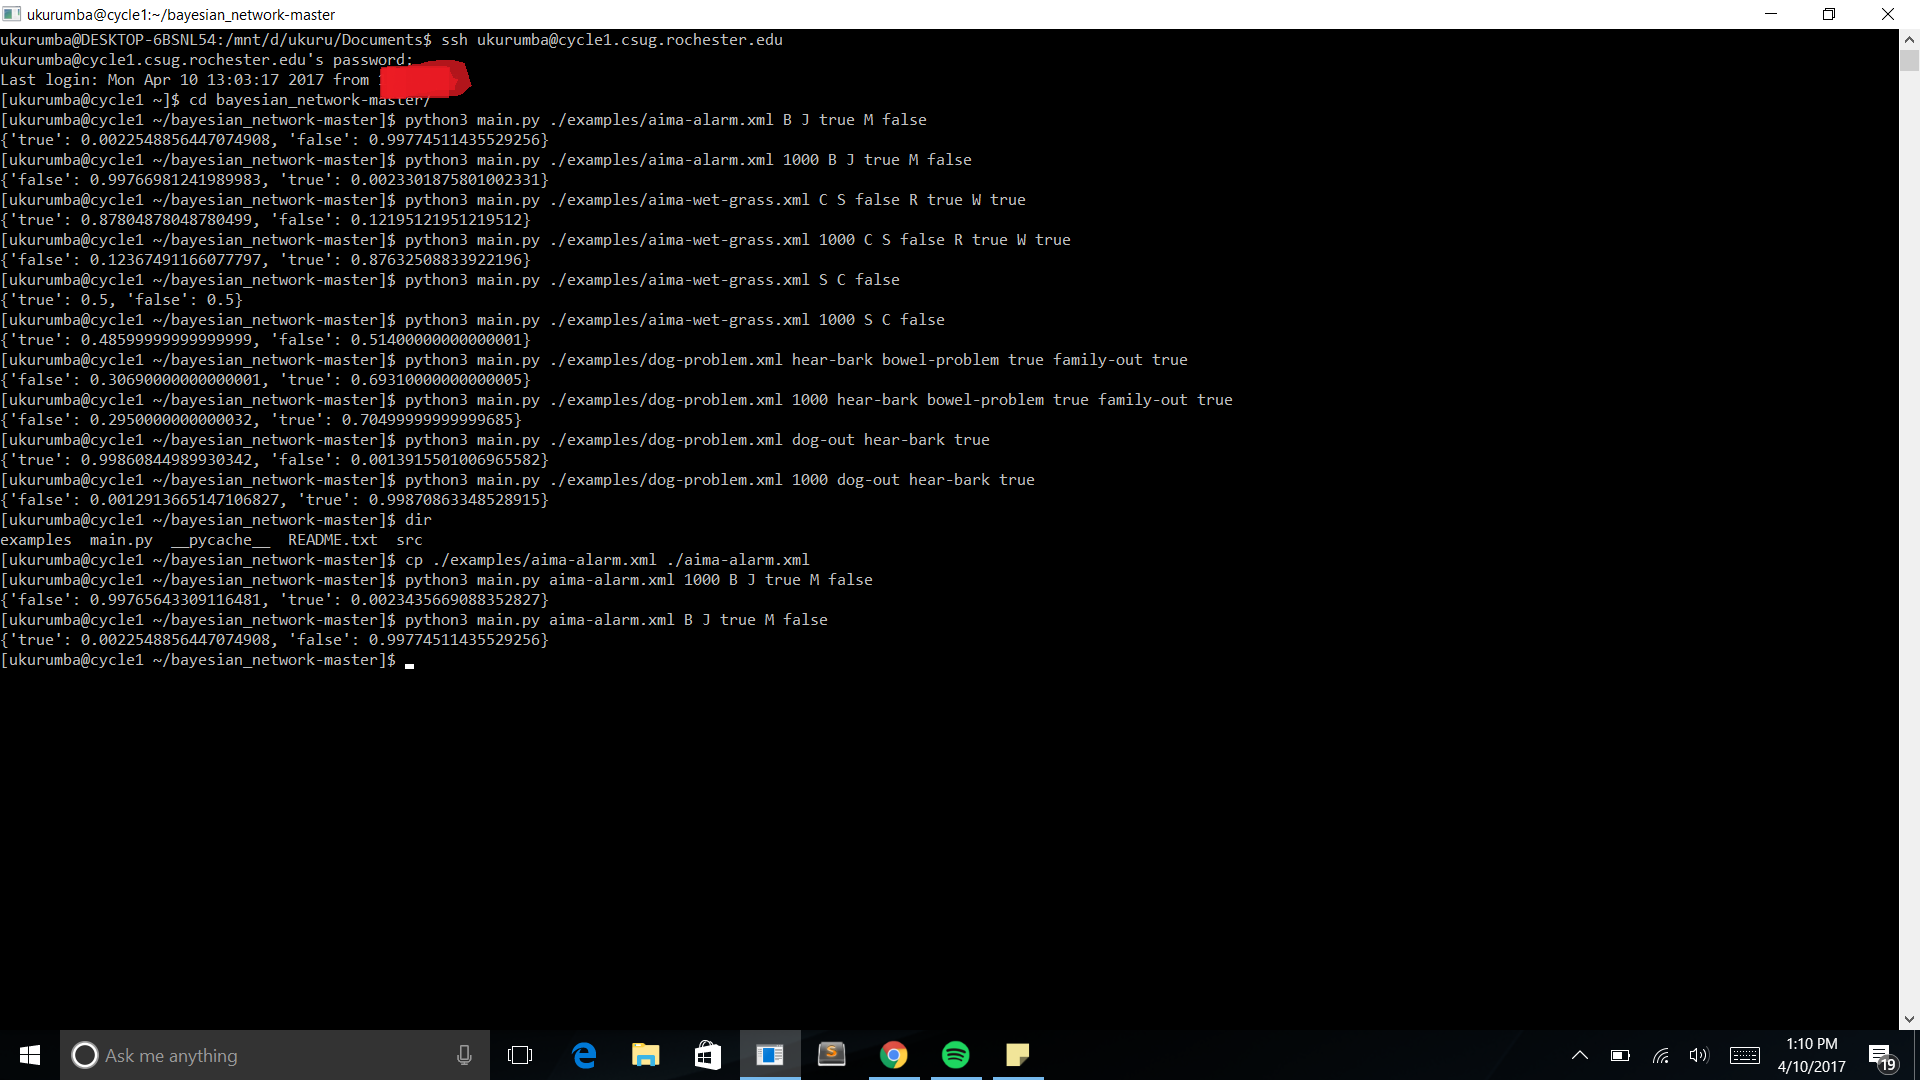 ukurumba@cycle1:~/bayesian_network-master
ukurumba@DESKTOP-6BSNL54:/mnt/d/ukuru/Documents$ ssh ukurumba@cycle1.csug.rochester.edu
ukurumba@cycle1.csug.rochester.edu's password:
Last login: Mon Apr 10 13:03:17 2017 from
[ukurumba@cycle1 ~]$ cd bayesian_network-master/
[ukurumba@cycle1 ~/bayesian_network-master]$ python3 main.py ./examples/aima-alarm.xml B J true M false
{'true': 0.0022548856447074908, 'false': 0.99774511435529256}
[ukurumba@cycle1 ~/bayesian_network-master]$ python3 main.py ./examples/aima-alarm.xml 1000 B J true M false
{'false': 0.99766981241989983, 'true': 0.0023301875801002331}
[ukurumba@cycle1 ~/bayesian_network-master]$ python3 main.py ./examples/aima-wet-grass.xml C S false R true W true
{'true': 0.87804878048780499, 'false': 0.12195121951219512}
[ukurumba@cycle1 ~/bayesian_network-master]$ python3 main.py ./examples/aima-wet-grass.xml 1000 C S false R true W true
{'false': 0.12367491166077797, 'true': 0.87632508833922196}
[ukurumba@cycle1 ~/bayesian_network-master]$ python3 main.py ./examples/aima-wet-grass.xml S C false
{'true': 0.5, 'false': 0.5}
[ukurumba@cycle1 ~/bayesian_network-master]$ python3 main.py ./examples/aima-wet-grass.xml 1000 S C false
{'true': 0.48599999999999999, 'false': 0.51400000000000001}
[ukurumba@cycle1 ~/bayesian_network-master]$ python3 main.py ./examples/dog-problem.xml hear-bark bowel-problem true family-out true
{'false': 0.30690000000000001, 'true': 0.69310000000000005}
[ukurumba@cycle1 ~/bayesian_network-master]$ python3 main.py ./examples/dog-problem.xml 1000 hear-bark bowel-problem true family-out true
{'false': 0.2950000000000032, 'true': 0.704999999999999685}
[ukurumba@cycle1 ~/bayesian_network-master]$ python3 main.py ./examples/dog-problem.xml dog-out hear-bark true
{'true': 0.99860844989930342, 'false': 0.0013915501006965582}
[ukurumba@cycle1 ~/bayesian_network-master]$ python3 main.py ./examples/dog-problem.xml 1000 dog-out hear-bark true
{'false': 0.0012913665147106827, 'true': 0.99870863348528915}
[ukurumba@cycle1 ~/bayesian_network-master]$ dir
examples  main.py  __pycache__  README.txt  src
[ukurumba@cycle1 ~/bayesian_network-master]$ cp ./examples/aima-alarm.xml ./aima-alarm.xml
[ukurumba@cycle1 ~/bayesian_network-master]$ python3 main.py aima-alarm.xml 1000 B J true M false
{'false': 0.99765643309116481, 'true': 0.0023435669088352827}
[ukurumba@cycle1 ~/bayesian_network-master]$ python3 main.py aima-alarm.xml B J true M false
{'true': 0.0022548856447074908, 'false': 0.99774511435529256}
[ukurumba@cycle1 ~/bayesian_network-master]$
Ask me anything
1:10 PM
4/10/2017
19